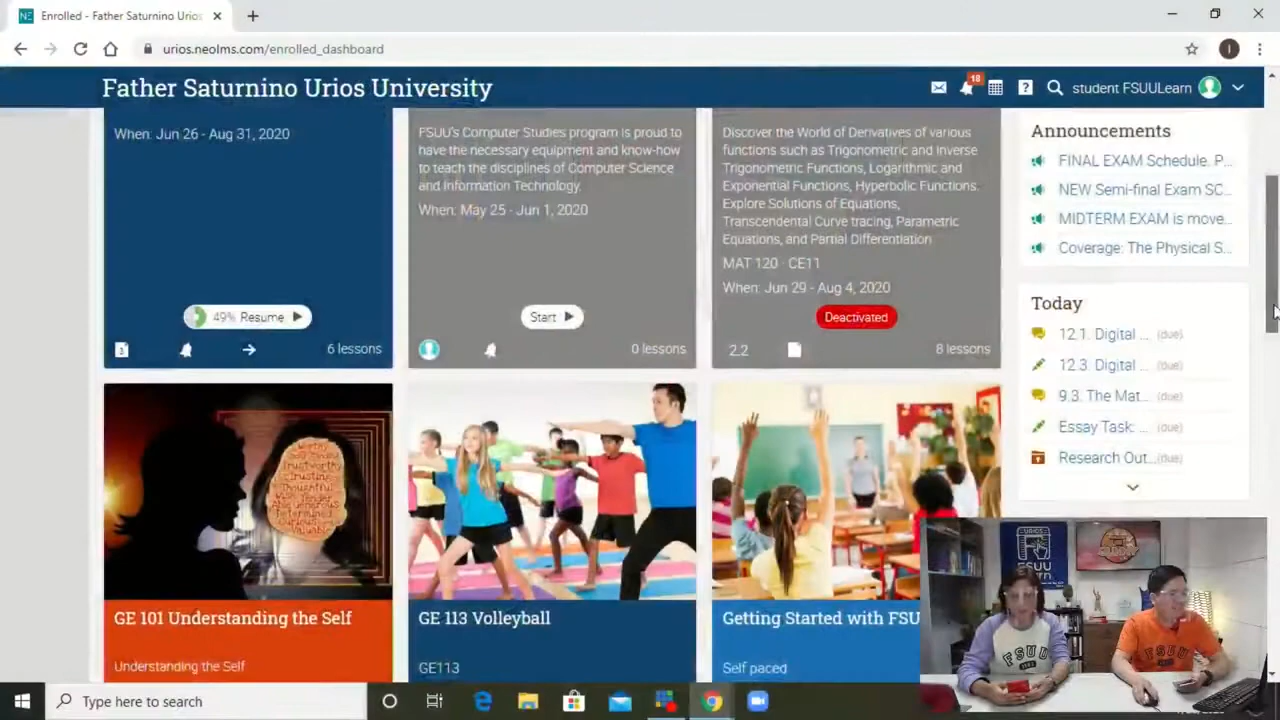 Enrolled - Father Saturnino Urios
urios.neolms.com/enrolled_dashboard
I
Father Saturnino Urios University
18
?
student FSUULearn
When: Jun 26 - Aug 31, 2020
49% Resume
3
6 lessons
FSUU's Computer Studies program is proud to
have the necessary equipment and know-how
to teach the disciplines of Computer Science
and Information Technology.
When: May 25 - Jun 1, 2020
Start
0 lessons
Discover the World of Derivatives of various
functions such as Trigonometric and Inverse
Trigonometric Functions, Logarithmic and
Exponential Functions, Hyperbolic Functions.
Explore Solutions of Equations,
Transcendental Curve tracing, Parametric
Equations, and Partial Differentiation
MAT 120 · CE11
When: Jun 29 - Aug 4, 2020
Deactivated
2.2
8 lessons
Announcements
FINAL EXAM Schedule. P...
NEW Semi-final Exam SC...
MIDTERM EXAM is move...
Coverage: The Physical S...
Today
12.1. Digital ... (due)
12.3. Digital ... (due)
9.3. The Mat... (due)
Essay Task: ... (due)
Research Out... (due)
Trustworthy
Thoughtful
Determined
GE 101 Understanding the Self
Understanding the Self
GE 113 Volleyball
GE113
Getting Started with FSU
Self paced
URIOS
FSUU
FSUU
FSUU
Type here to search